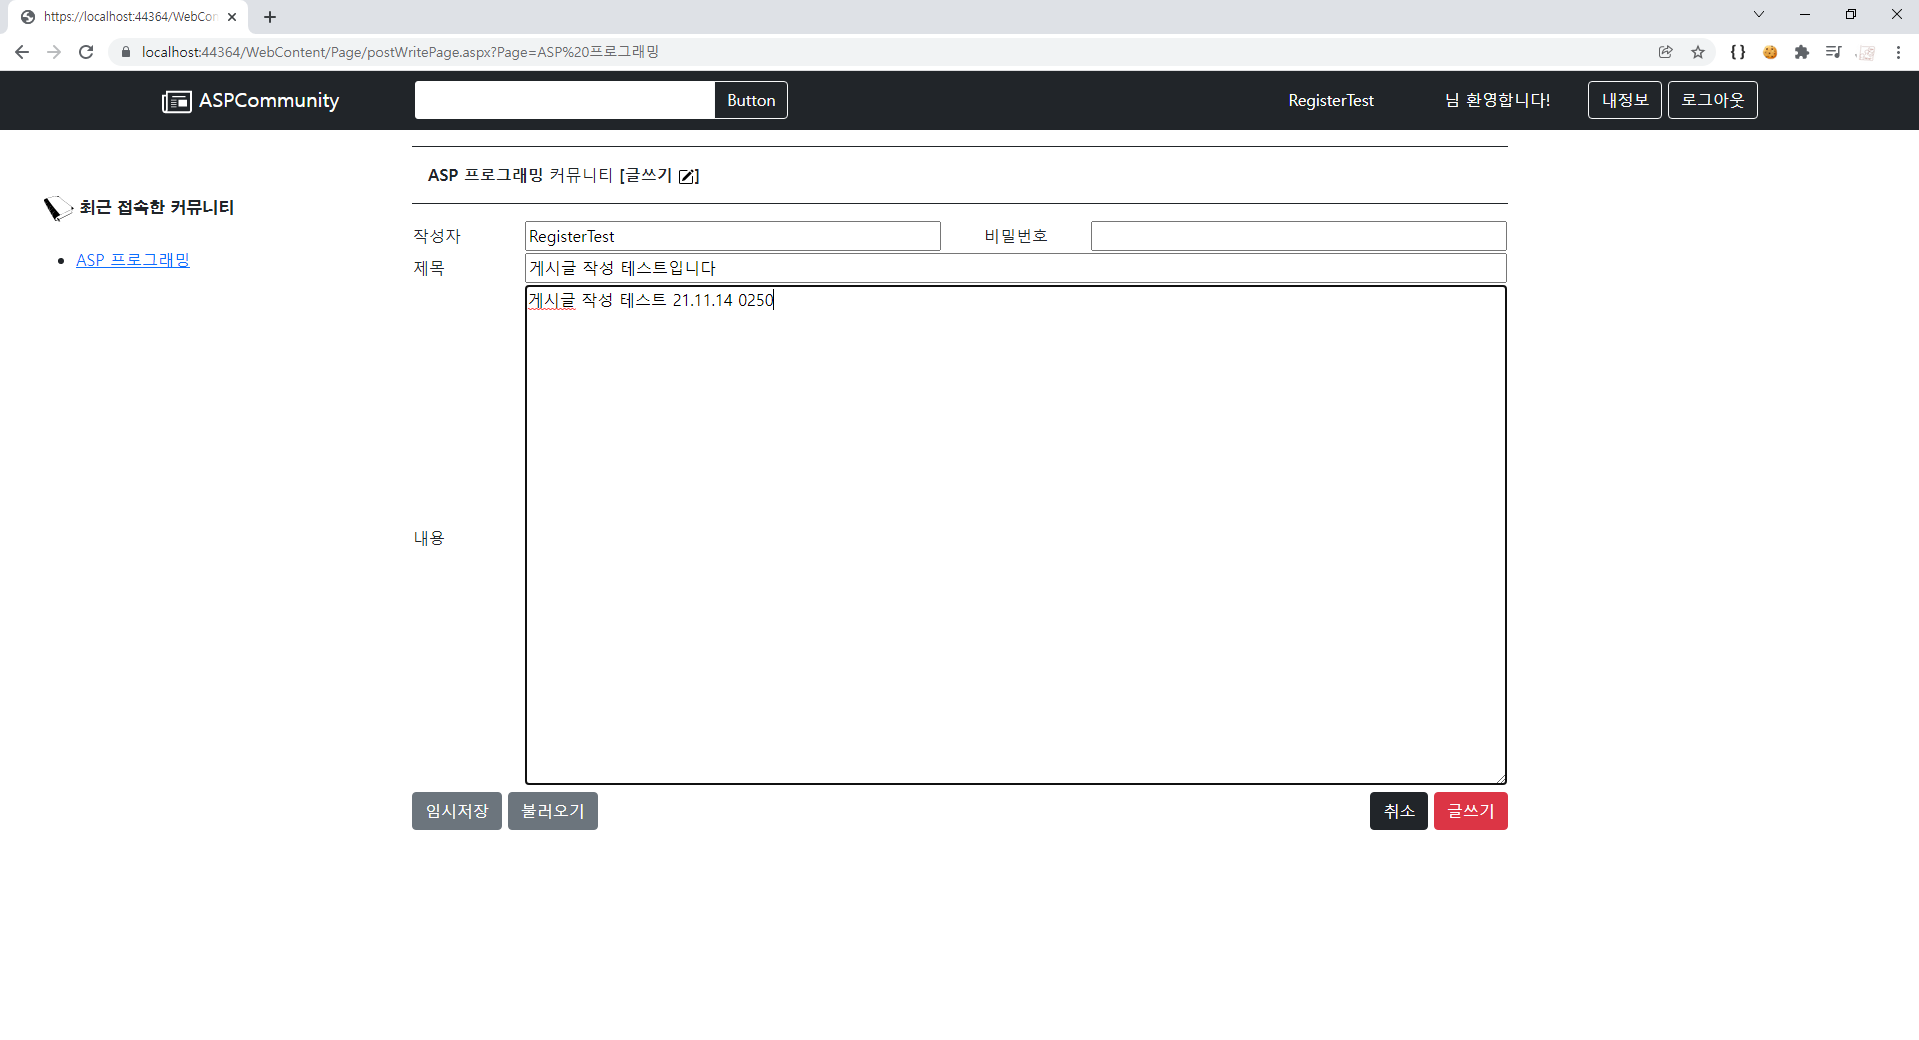 https://localhost:44364/WebCon
localhost:44364/WebContent/Page/postWritePage.aspx?Page=ASP%20프로그래밍
ASPCommunity Button RegisterTest 님 환영합니다! 내정보 로그아웃
ASP 프로그래밍 커뮤니티 [글쓰기]
최근 접속한 커뮤니티
ASP 프로그래밍
작성자 RegisterTest 비밀번호
제목 게시글 작성 테스트입니다
게시글 작성 테스트 21.11.14 0250
내용
임시저장 불러오기 취소 글쓰기